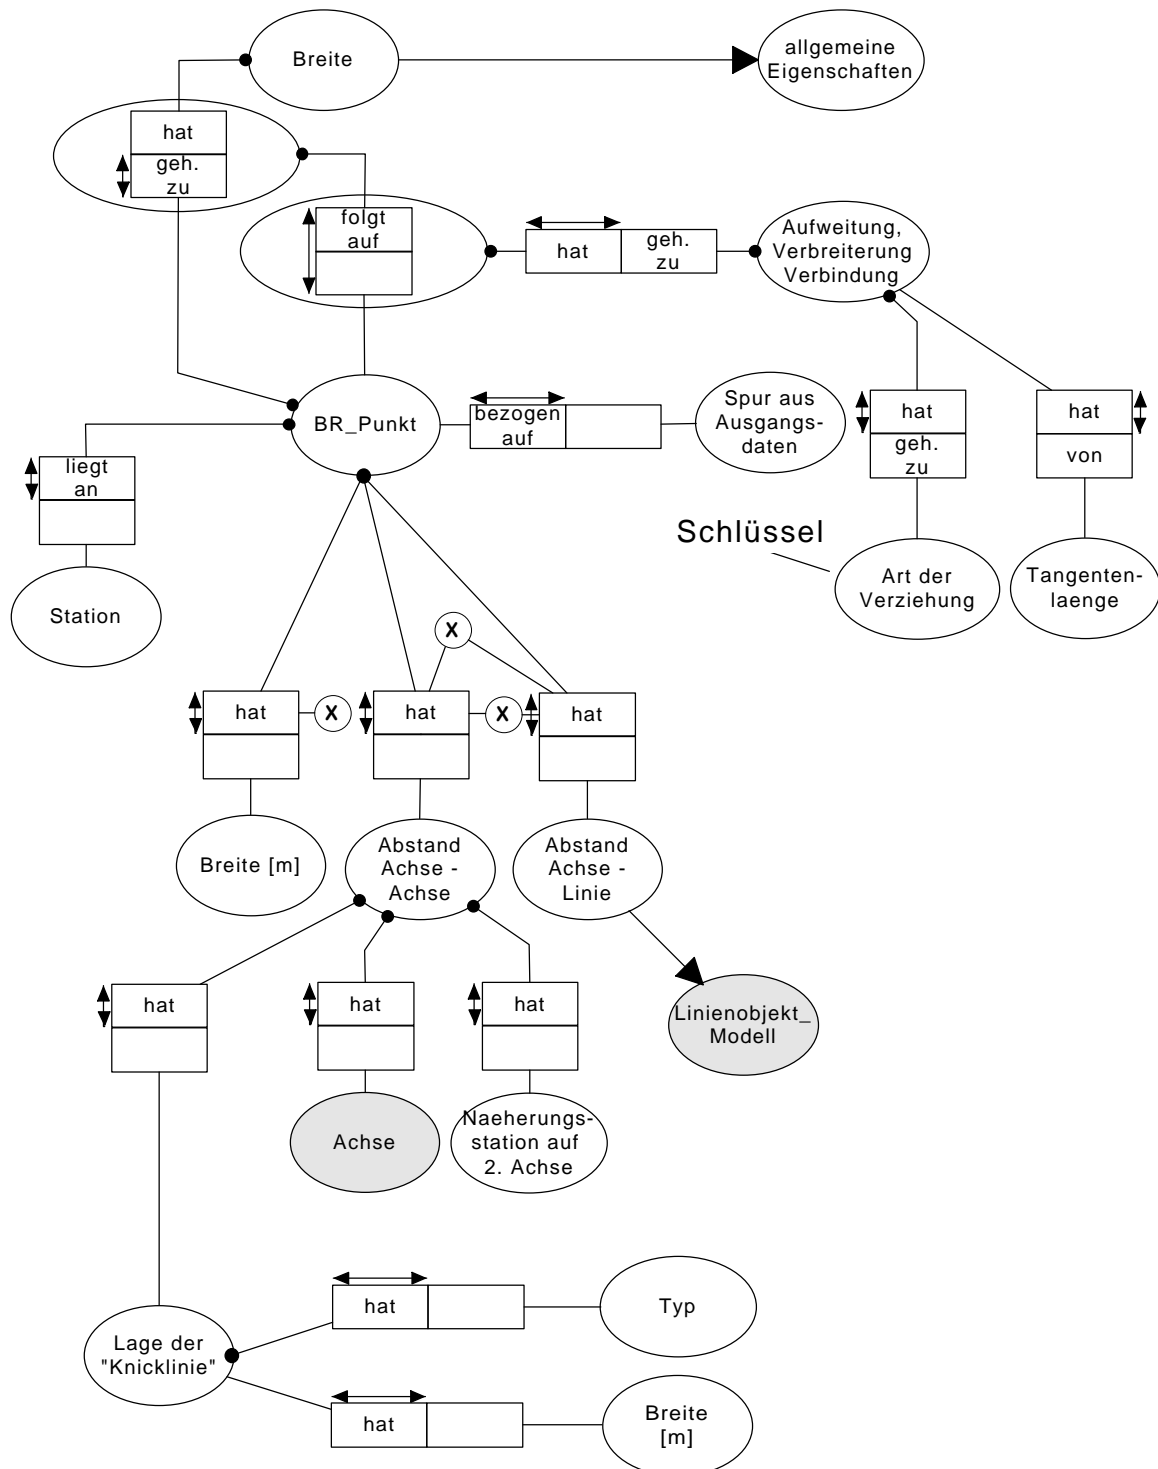 Breite
allgemeine
Eigenschaften
hat
geh.
zu
folgt
auf
hat
geh.
zu
Aufweitung,
Verbreiterung
Verbindung
BR_Punkt
bezogen
auf
Spur aus
Ausgangs-
daten
hat
geh.
zu
hat
von
liegt
an
Schlüssel
Station
Art der
Verziehung
Tangenten-
laenge
X
hat
X
hat
X
hat
Breite [m]
Abstand
Achse -
Achse
Abstand
Achse -
Linie
hat
hat
hat
Linienobjekt_
Modell
Achse
Naeherungs-
station auf
2. Achse
hat
Typ
Lage der
"Knicklinie"
hat
Breite
[m]